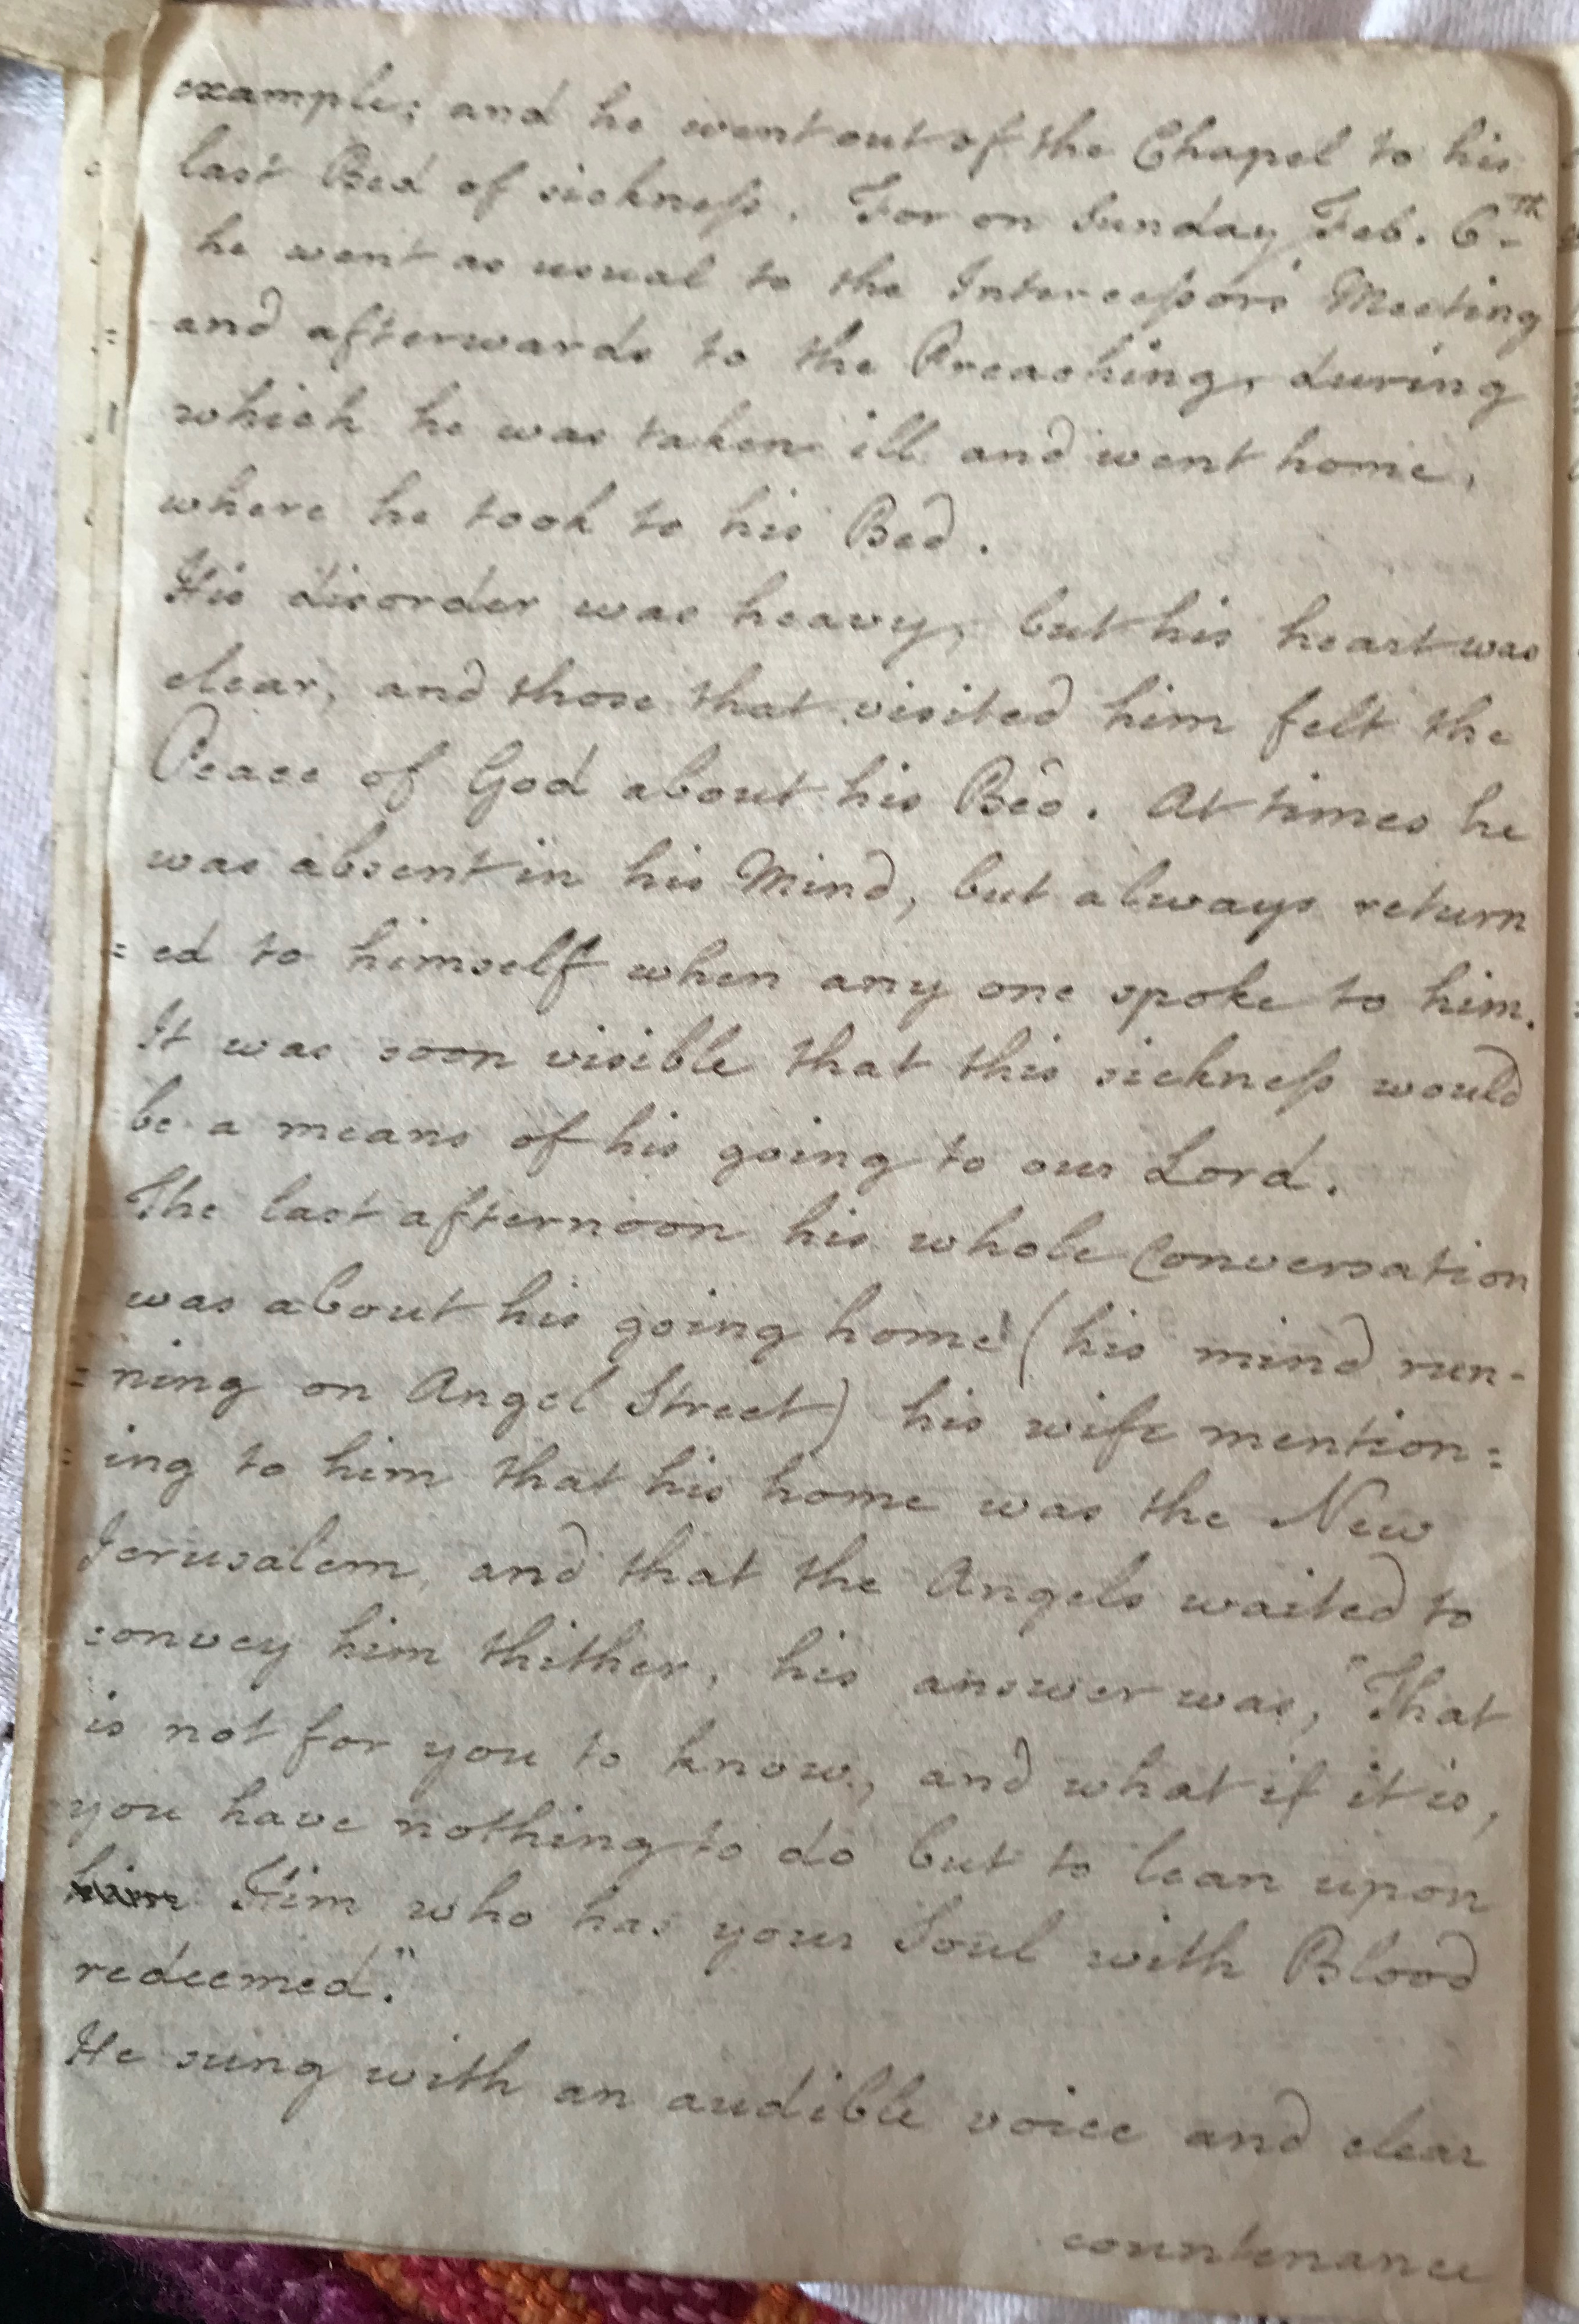 example; and he went out of the Chapel to his
last Bed of sickneſs. For on Sunday Feb. 6.th
he went as usual to the Interceſsors Meeting
and afterwards to the Preaching, during
which he was taken ill and went home,
where he took to his Bed.
His disorder was heavy, but his heart was
clear, and those that visited him felt the
Peace of God about his Bed. At times he
was absent in his Mind, but always return
=ed to himself when any one spoke to him.
It was soon visible that this sickneſs would
be a means of his going to our Lord.
The last afternoon his whole Conversation
was about his going home (his mind run-
=ning on Angel Street) his wife mention=
=ing to him that his home was the New
Jerusalem, and that the Angels waited to
convey him thither, his answer was, "That
is not for you to know, and what if it is,
you have nothing to do but to lean upon
him Him who has your Soul with Blood
redeemed."
He sung with an audible voice and clear
countenance